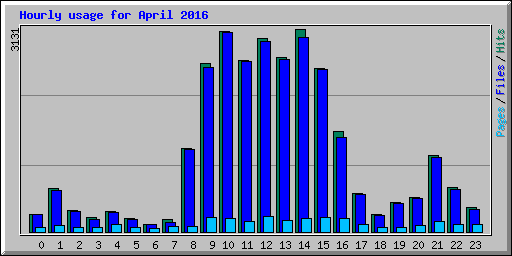 Hourly usage for April 2016
3131
Pages / Files / Hits
0 1 2 3 4 5 6 7 8 9 10 11 12 13 14 15 16 17 18 19 20 21 22 23